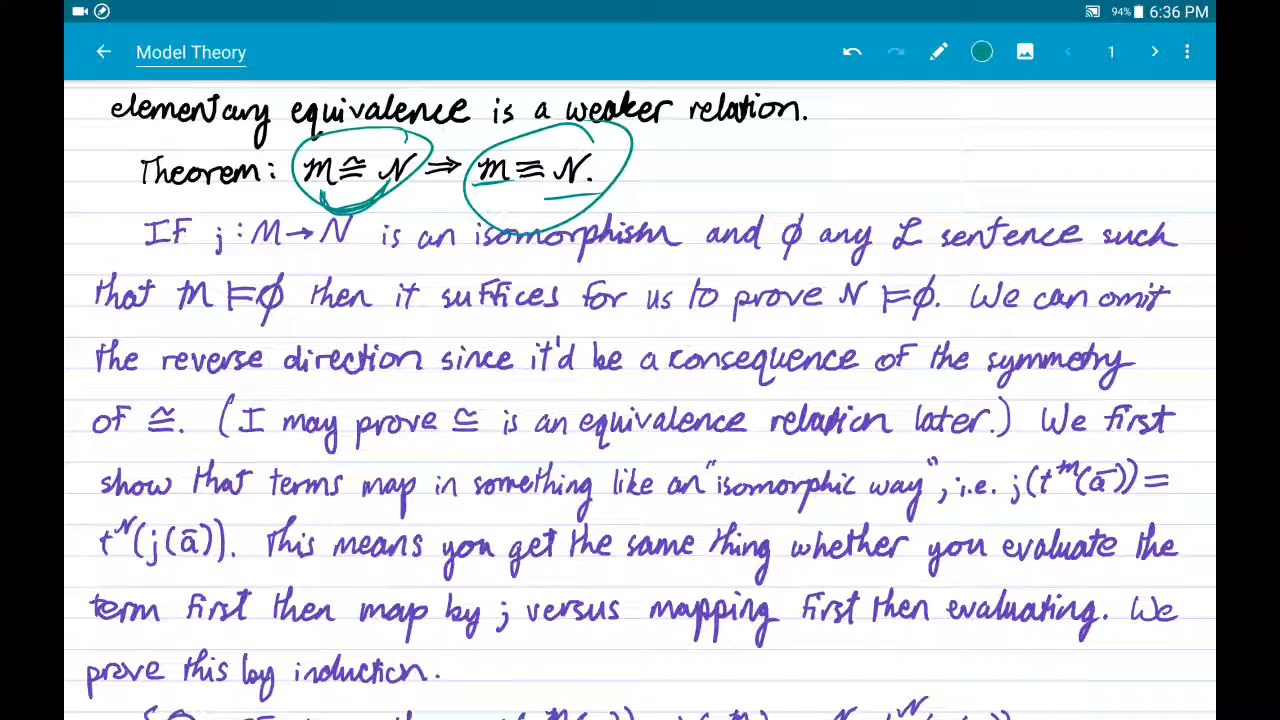 94% 6:36 PM
Model Theory 1
elementary equivalence is a weaker relation.
Theorem: M ≅ N ⇒ M ≡ N.
IF j : M → N is an isomorphism and ϕ any L sentence such
that M ⊨ ϕ then it suffices for us to prove N ⊨ ϕ. We can omit
the reverse direction since it'd be a consequence of the symmetry
of ≅. (I may prove ≅ is an equivalence relation later.) We first
show that terms map in something like an "isomorphic way", i.e. j(t^M(ā)) =
t^N(j(ā)). This means you get the same thing whether you evaluate the
term first then map by j versus mapping first then evaluating. We
prove this by induction.